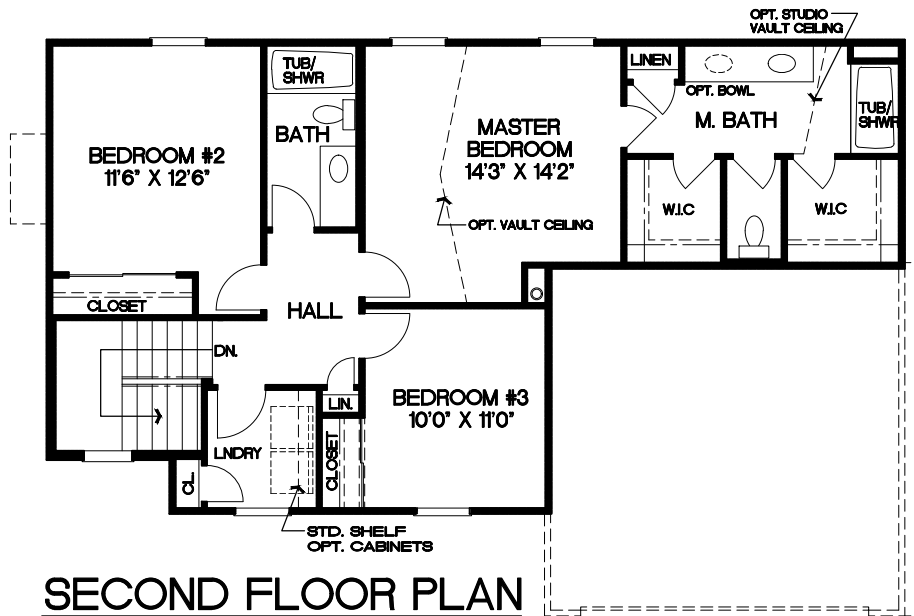 OPT. STUDIO
VAULT CEILING
TUB/
SHWR
LINEN
OPT. BOWL
M. BATH
TUB/
SHWR
BATH
MASTER
BEDROOM
14'3" X 14'2"
BEDROOM #2
11'6" X 12'6"
W.I.C
W.I.C
OPT. VAULT CEILING
CLOSET
HALL
DN.
LIN.
BEDROOM #3
10'0" X 11'0"
LNDRY
CLOSET
CL.
STD. SHELF
OPT. CABINETS
SECOND FLOOR PLAN